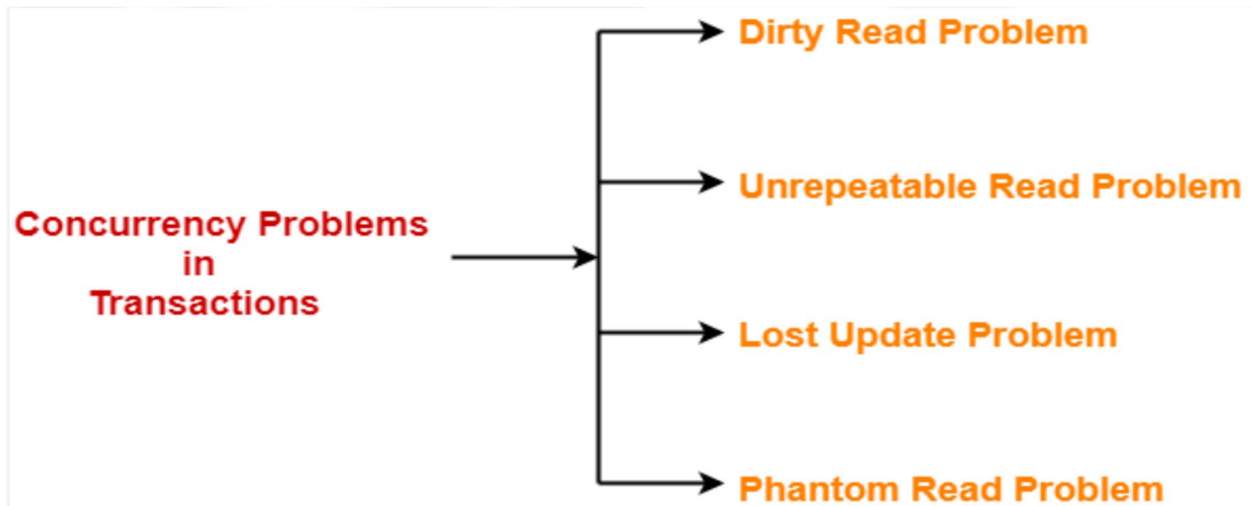 Concurrency Problems
in
Transactions
Dirty Read Problem
Unrepeatable Read Problem
Lost Update Problem
Phantom Read Problem